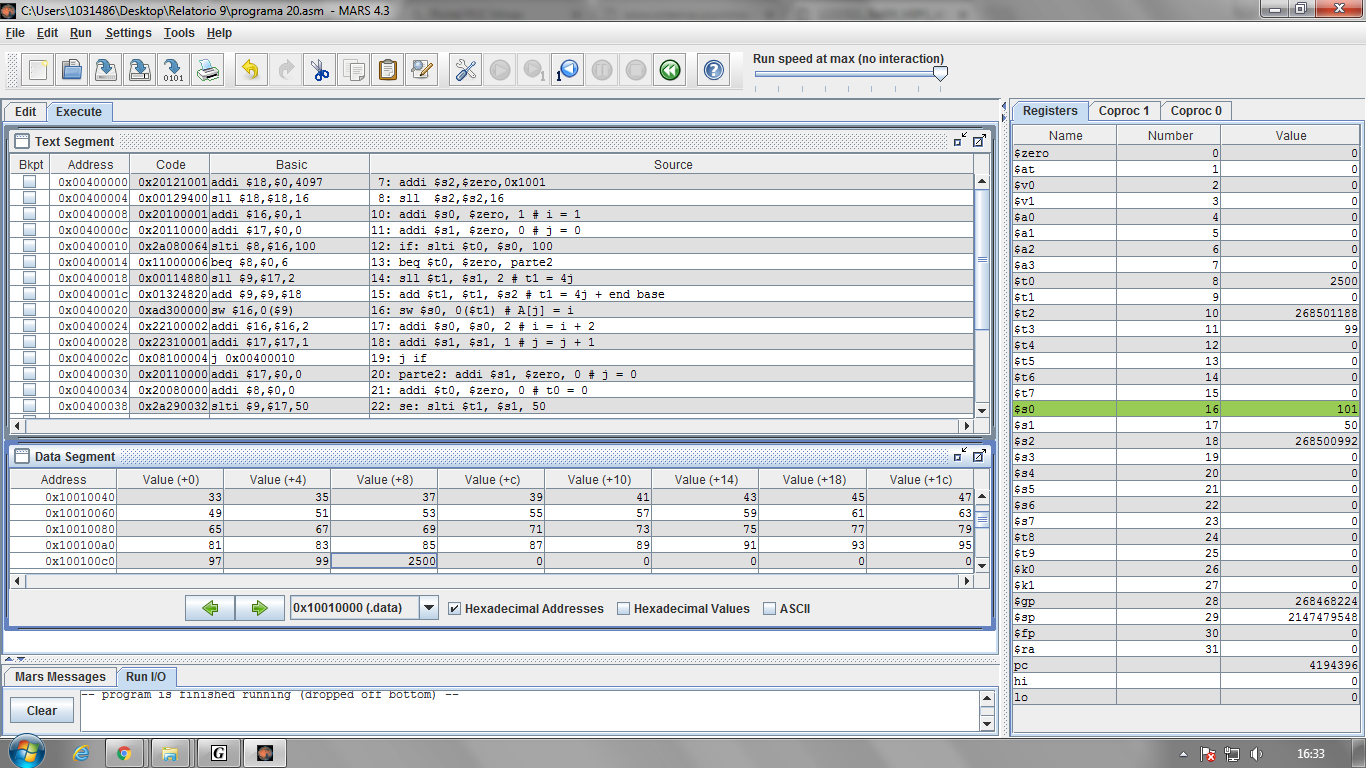 C:\Users\1031486\Desktop\Relatorio 9\programa 20.asm - MARS 4.3
File Edit Run Settings Tools Help
Run speed at max (no interaction)
Edit Execute
Text Segment
Bkpt Address Code Basic Source
0x00400000 0x20121001 addi $18,$0,4097 7: addi $s2,$zero,0x1001
0x00400004 0x00129400 sll $18,$18,16 8: sll $s2,$s2,16
0x00400008 0x20100001 addi $16,$0,1 10: addi $s0, $zero, 1 # i = 1
0x0040000c 0x20110000 addi $17,$0,0 11: addi $s1, $zero, 0 # j = 0
0x00400010 0x2a080064 slti $8,$16,100 12: if: slti $t0, $s0, 100
0x00400014 0x11000006 beq $8,$0,6 13: beq $t0, $zero, parte2
0x00400018 0x00114880 sll $9,$17,2 14: sll $t1, $s1, 2 # t1 = 4j
0x0040001c 0x01324820 add $9,$9,$18 15: add $t1, $t1, $s2 # t1 = 4j + end base
0x00400020 0xad300000 sw $16,0($9) 16: sw $s0, 0($t1) # A[j] = i
0x00400024 0x22100002 addi $16,$16,2 17: addi $s0, $s0, 2 # i = i + 2
0x00400028 0x22310001 addi $17,$17,1 18: addi $s1, $s1, 1 # j = j + 1
0x0040002c 0x08100004 j 0x00400010 19: j if
0x00400030 0x20110000 addi $17,$0,0 20: parte2: addi $s1, $zero, 0 # j = 0
0x00400034 0x20080000 addi $8,$0,0 21: addi $t0, $zero, 0 # t0 = 0
0x00400038 0x2a290032 slti $9,$17,50 22: se: slti $t1, $s1, 50
Data Segment
Address Value (+0) Value (+4) Value (+8) Value (+c) Value (+10) Value (+14) Value (+18) Value (+1c)
0x10010040 33 35 37 39 41 43 45 47
0x10010060 49 51 53 55 57 59 61 63
0x10010080 65 67 69 71 73 75 77 79
0x100100a0 81 83 85 87 89 91 93 95
0x100100c0 97 99 2500 0 0 0 0 0
0x10010000 (.data) Hexadecimal Addresses Hexadecimal Values ASCII
Mars Messages Run I/O
-- program is finished running (dropped off bottom) --
Clear
Registers Coproc 1 Coproc 0
Name Number Value
$zero 0 0
$at 1 0
$v0 2 0
$v1 3 0
$a0 4 0
$a1 5 0
$a2 6 0
$a3 7 0
$t0 8 2500
$t1 9 0
$t2 10 268501188
$t3 11 99
$t4 12 0
$t5 13 0
$t6 14 0
$t7 15 0
$s0 16 101
$s1 17 50
$s2 18 268500992
$s3 19 0
$s4 20 0
$s5 21 0
$s6 22 0
$s7 23 0
$t8 24 0
$t9 25 0
$k0 26 0
$k1 27 0
$gp 28 268468224
$sp 29 2147479548
$fp 30 0
$ra 31 0
pc 4194396
hi 0
lo 0
16:33